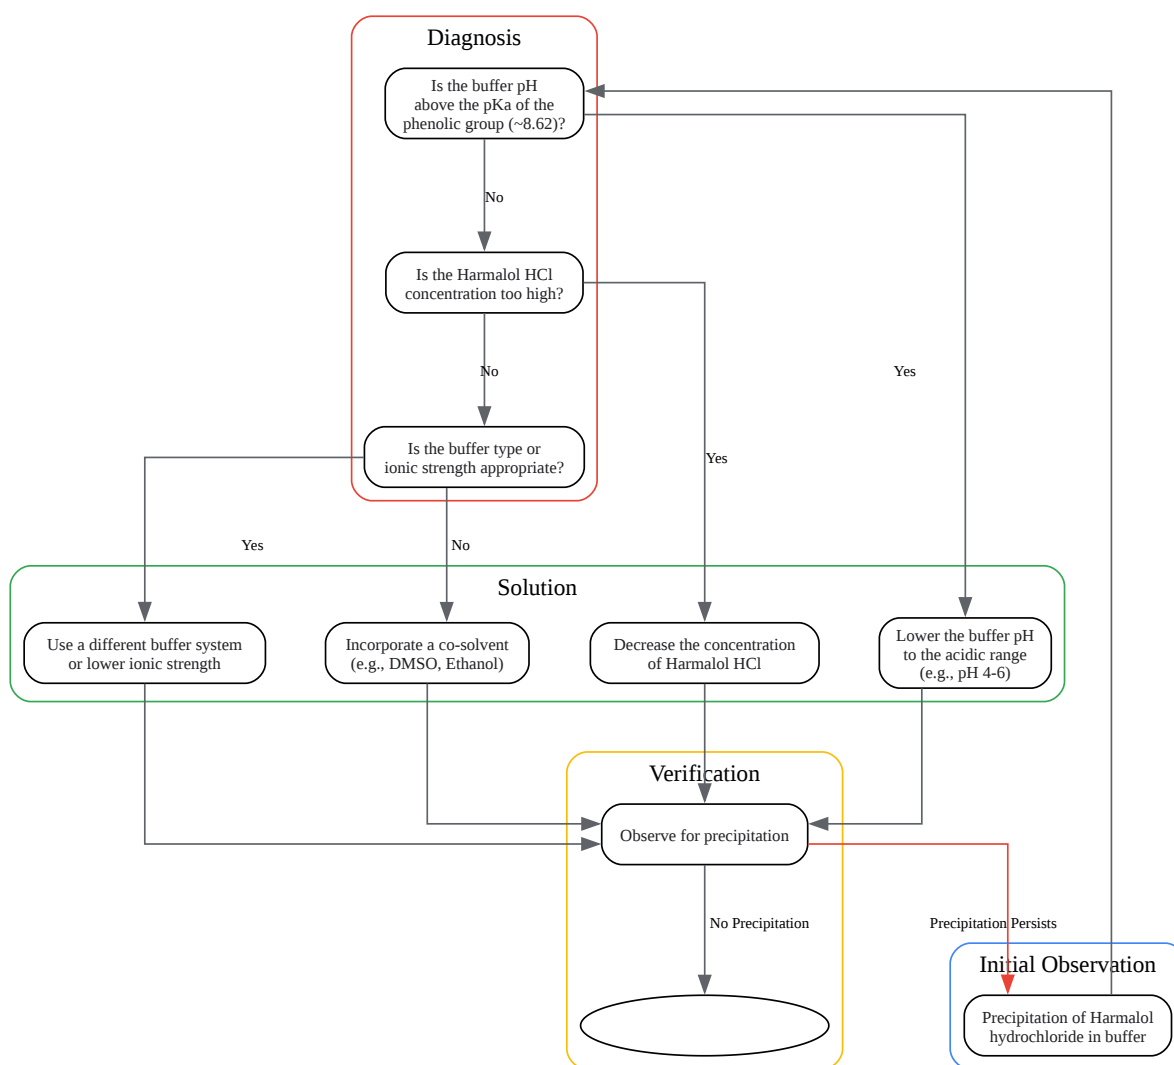 Diagnosis
Is the buffer pH
above the pKa of the
phenolic group (~8.62)?
No
Is the Harmalol HCl
concentration too high?
No
Yes
Is the buffer type or
ionic strength appropriate?
Yes
Yes
No
Solution
Use a different buffer system
or lower ionic strength
Incorporate a co-solvent
(e.g., DMSO, Ethanol)
Decrease the concentration
of Harmalol HCl
Lower the buffer pH
to the acidic range
(e.g., pH 4-6)
Verification
Observe for precipitation
No Precipitation
Precipitation Persists
Initial Observation
Precipitation of Harmalol
hydrochloride in buffer